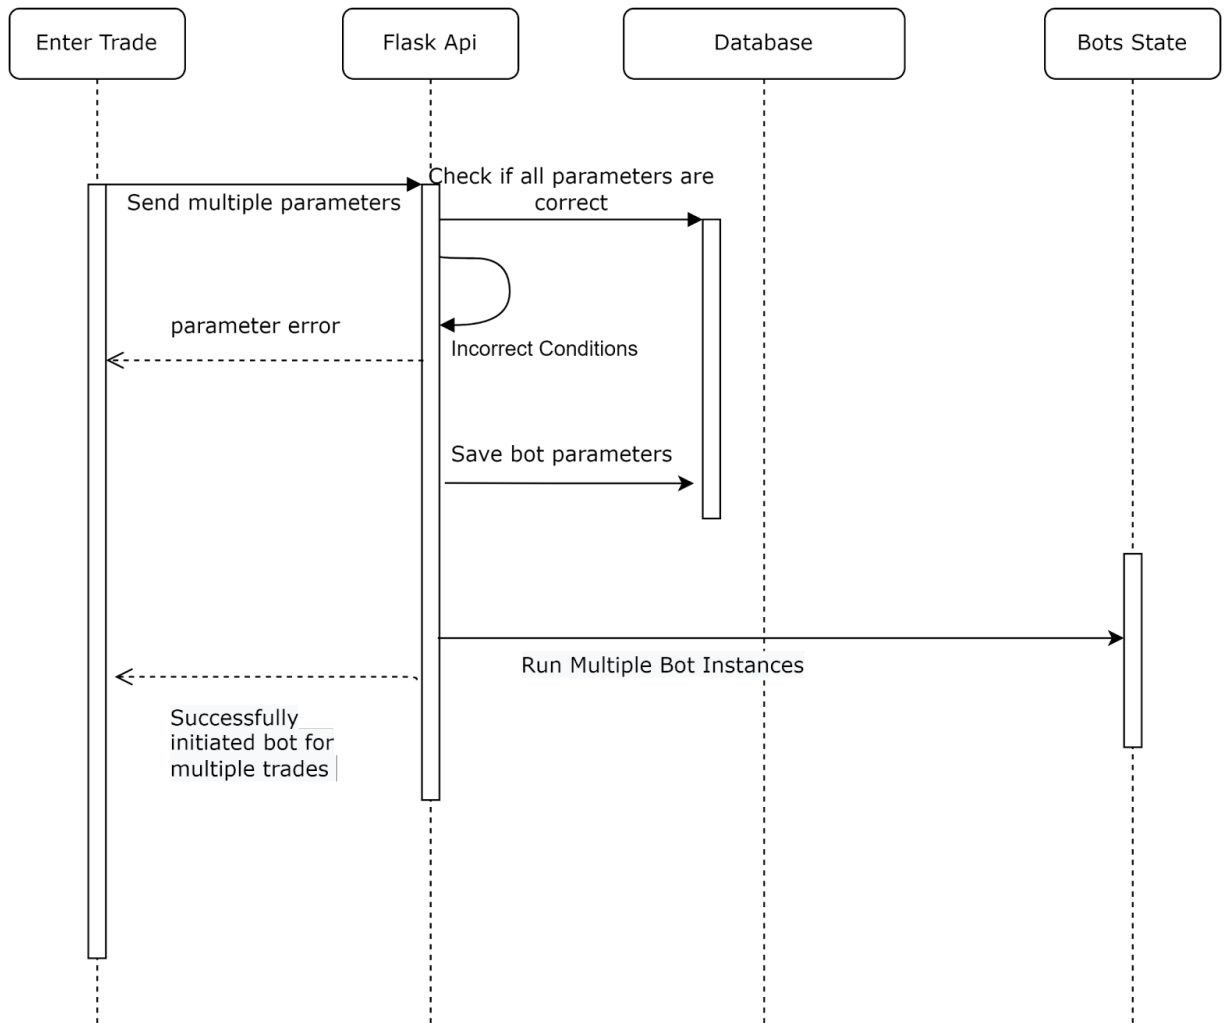 Enter Trade
Flask Api
Database
Bots State
Check if all parameters are
correct
Send multiple parameters
parameter error
Incorrect Conditions
Save bot parameters
Run Multiple Bot Instances
Successfully
initiated bot for
multiple trades